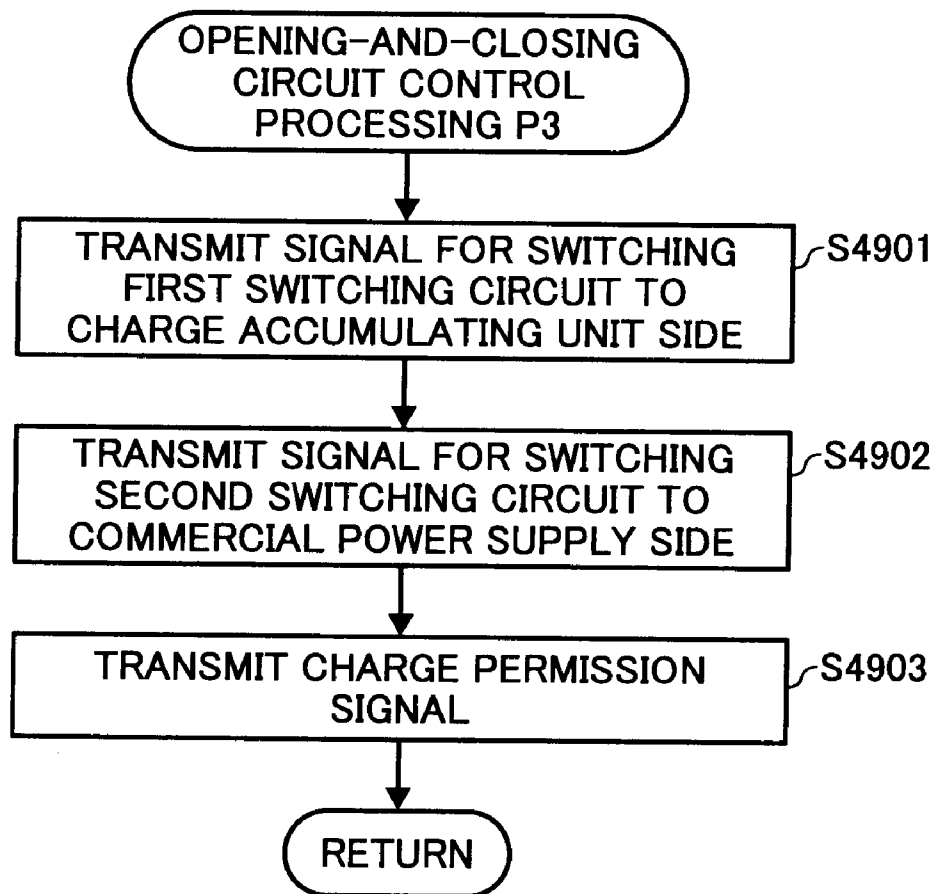 OPENING-AND-CLOSING
CIRCUIT CONTROL
PROCESSING P3
TRANSMIT SIGNAL FOR SWITCHING
FIRST SWITCHING CIRCUIT TO
CHARGE ACCUMULATING UNIT SIDE
S4901
TRANSMIT SIGNAL FOR SWITCHING
SECOND SWITCHING CIRCUIT TO
COMMERCIAL POWER SUPPLY SIDE
S4902
TRANSMIT CHARGE PERMISSION
SIGNAL
S4903
RETURN